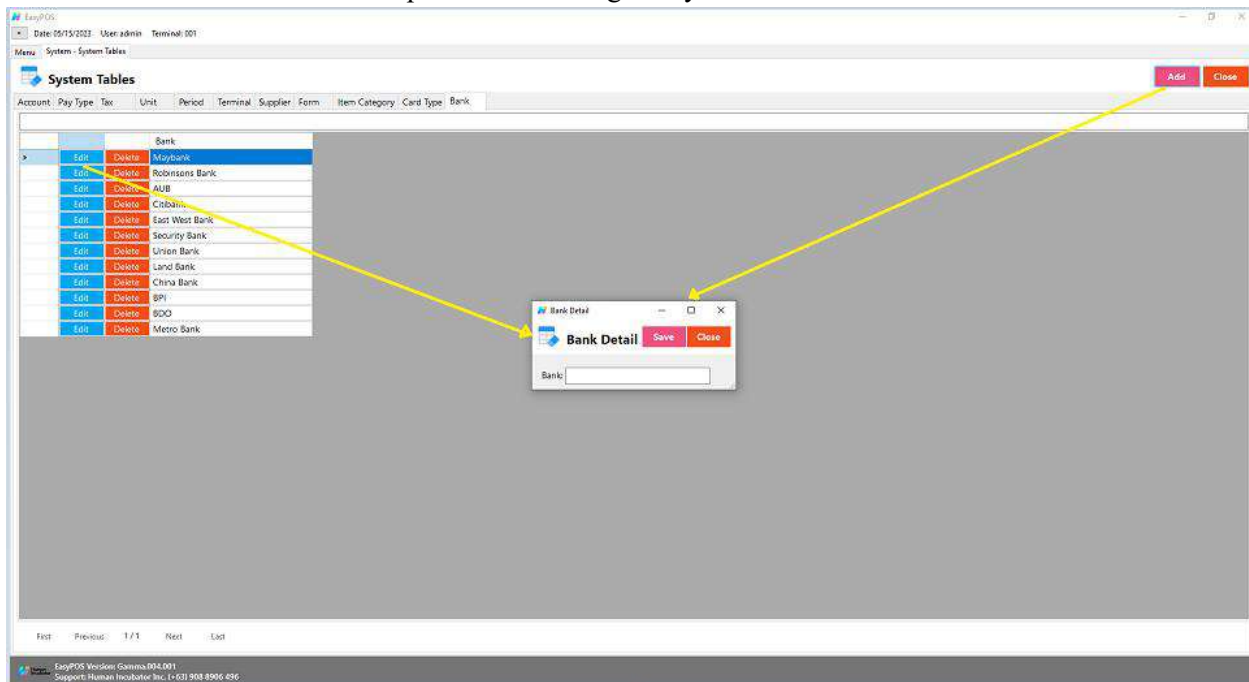 EasyPOS:
Date: 05/15/2023 User: admin Terminal: 001
Menu System - System Tables
System Tables
Add Close
Account Pay Type Tax Unit Period Terminal Supplier Form Item Category Card Type Bank
Bank
Edit Delete Maybank
Edit Delete Robinsons Bank
Edit Delete AUB
Edit Delete Citibank
Edit Delete East West Bank
Edit Delete Security Bank
Edit Delete Union Bank
Edit Delete Land Bank
Edit Delete China Bank
Edit Delete BPI
Edit Delete BDO
Edit Delete Metro Bank
Bank Detail
Bank Detail Save Close
Bank:
First Previous 1 / 1 Next Last
EasyPOS Version: Gamma.004.001
Support: Human Incubator Inc. (+63) 908 8906 496